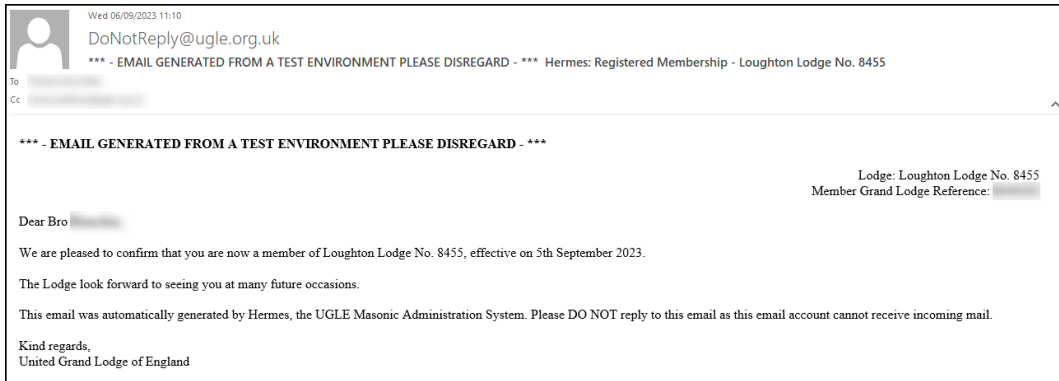 Wed 06/09/2023 11:10
DoNotReply@ugle.org.uk
*** - EMAIL GENERATED FROM A TEST ENVIRONMENT PLEASE DISREGARD - *** Hermes: Registered Membership - Loughton Lodge No. 8455
To
Cc
*** - EMAIL GENERATED FROM A TEST ENVIRONMENT PLEASE DISREGARD - ***
Lodge: Loughton Lodge No. 8455
Member Grand Lodge Reference:
Dear Bro
We are pleased to confirm that you are now a member of Loughton Lodge No. 8455, effective on 5th September 2023.
The Lodge look forward to seeing you at many future occasions.
This email was automatically generated by Hermes, the UGLE Masonic Administration System. Please DO NOT reply to this email as this email account cannot receive incoming mail.
Kind regards,
United Grand Lodge of England